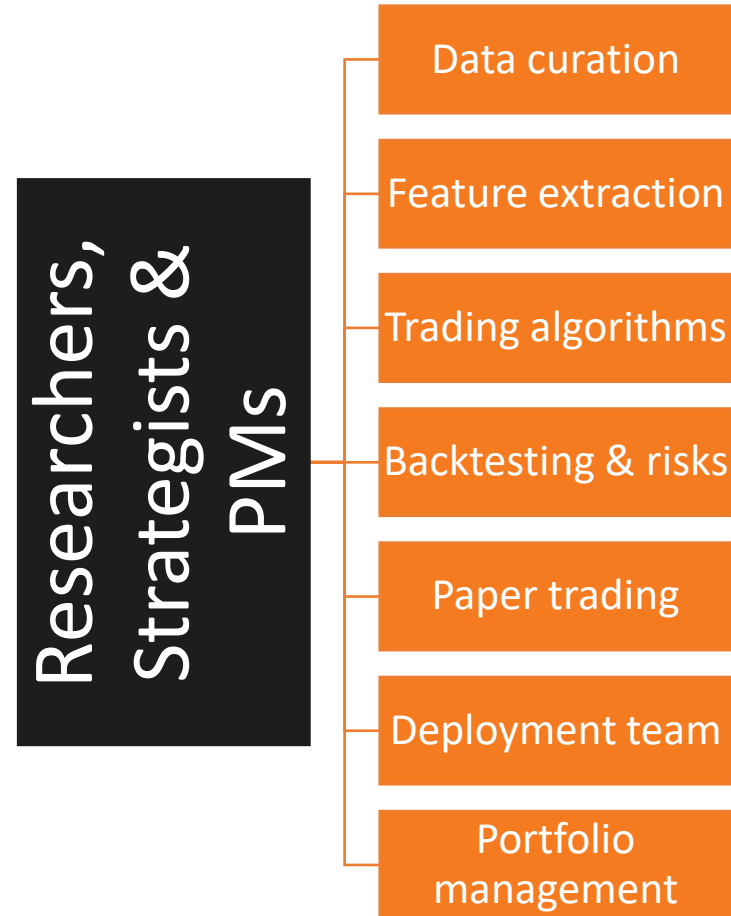 Researchers,
Strategists &
PMs
Data curation
Feature extraction
Trading algorithms
Backtesting & risks
Paper trading
Deployment team
Portfolio
management